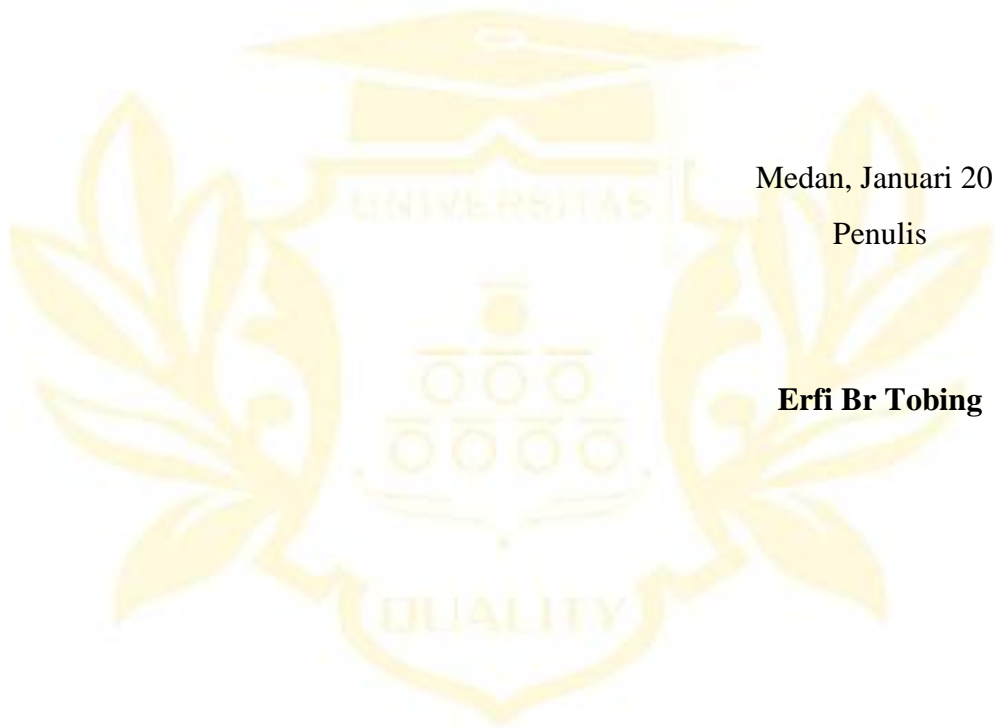 Medan, Januari 20
UNIVERSITAS
Penulis
Erfi Br Tobing
QUALITY